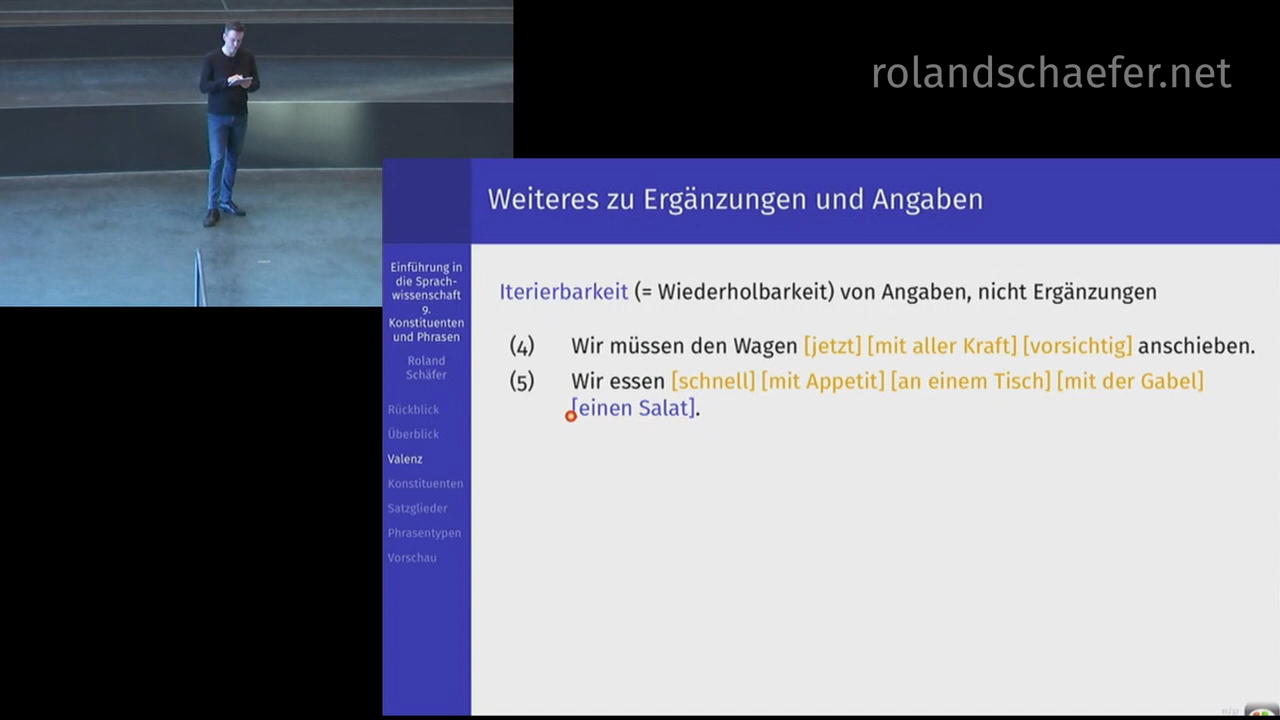 rolandschaefer.net
Weiteres zu Ergänzungen und Angaben
Einführung in
die Sprach-
wissenschaft
9.
Konstituenten
und Phrasen
Roland
Schäfer
Rückblick
Überblick
Valenz
Konstituenten
Satzglieder
Phrasentypen
Vorschau
Iterierbarkeit (= Wiederholbarkeit) von Angaben, nicht Ergänzungen
(4) Wir müssen den Wagen [jetzt] [mit aller Kraft] [vorsichtig] anschieben.
(5) Wir essen [schnell] [mit Appetit] [an einem Tisch] [mit der Gabel]
[einen Salat].